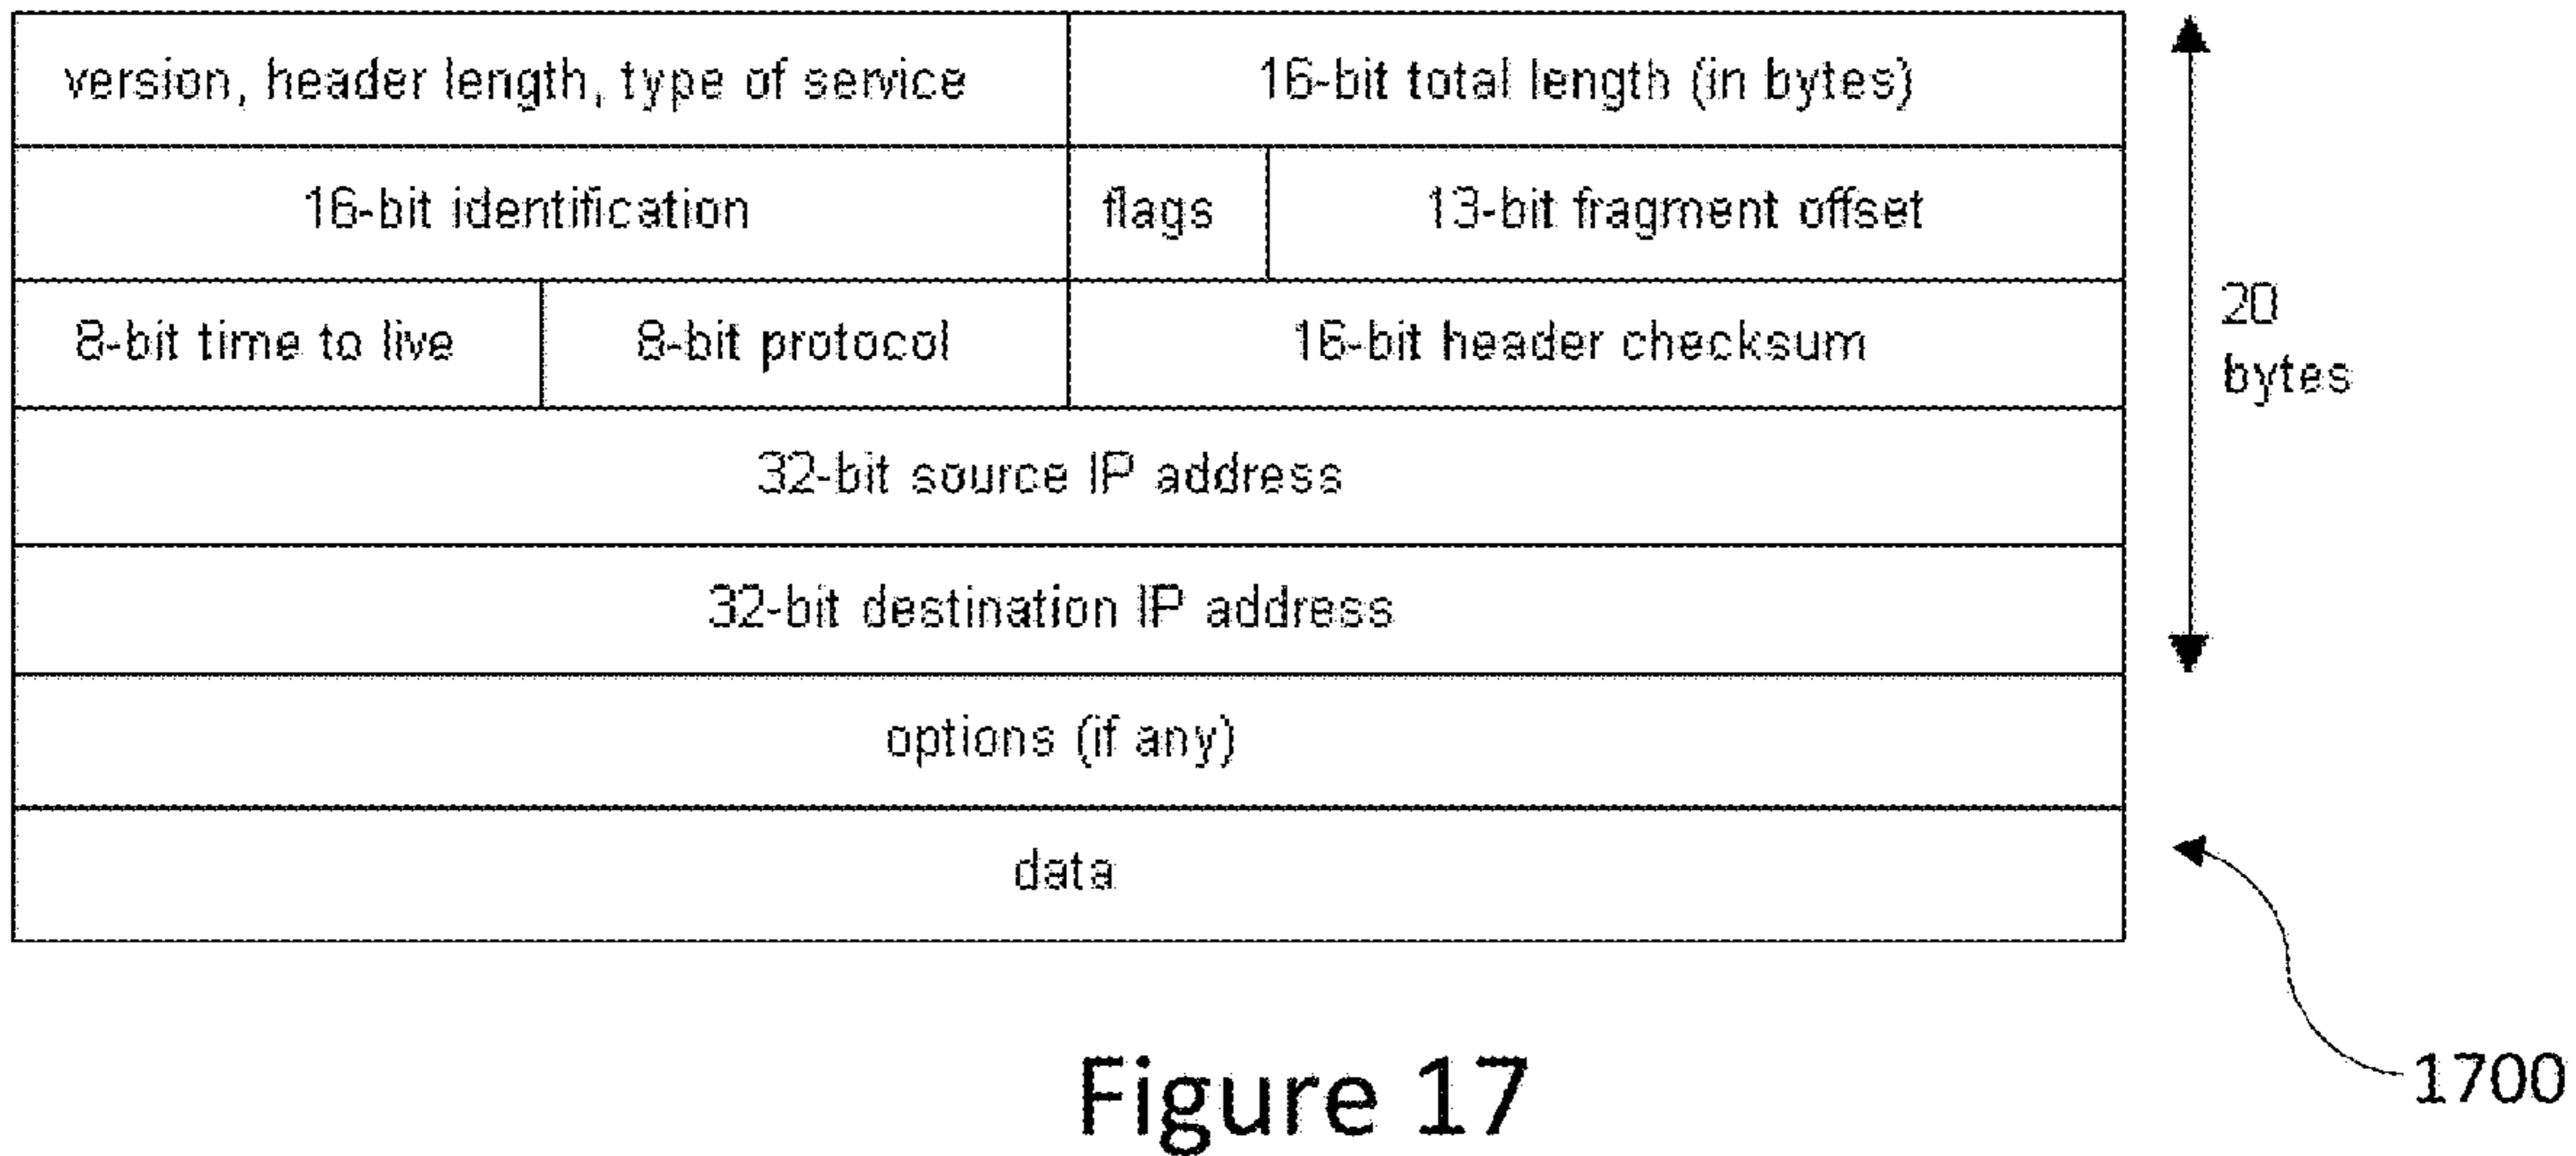 version, header length, type of service
16-bit total length (in bytes)
16-bit identification
flags
13-bit fragment offset
8-bit time to live
8-bit protocol
16-bit header checksum
32-bit source IP address
32-bit destination IP address
options (if any)
data
20
bytes
1700
Figure 17